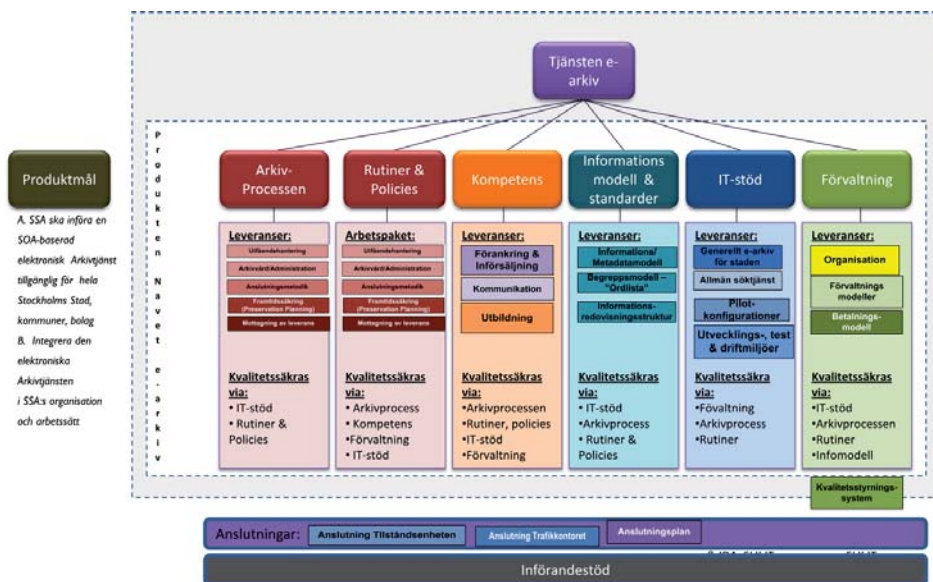 Tjänsten e-
arkiv
Produktmål
A. SSA ska införa en
SOA-baserad
elektronisk Arkivtjänst
tillgänglig för hela
Stockholms Stad,
kommuner, bolag
B. Integrera den
elektroniska
Arkivtjänsten
i SSA:s organisation
och arbetssätt
Produkten Navet e-arkiv
Arkiv-
Processen
Leveranser:
Utlåendehantering
Arkivvård/Administration
Anslutningsmetodik
Framtidssäkring
(Preservation Planning)
Mottagning av leverans
Kvalitetssäkras
via:
• IT-stöd
• Rutiner &
Policies
Rutiner &
Policies
Arbetspaket:
Utlåendehantering
Arkivvård/Administration
Anslutningsmetodik
Framtidssäkring
(Preservation Planning)
Mottagning av leverans
Kvalitetssäkras
via:
• Arkivprocess
• Kompetens
• Förvaltning
• IT-stöd
Kompetens
Leveranser:
Förankring &
Införsäljning
Kommunikation
Utbildning
Kvalitetssäkras
via:
•Arkivprocessen
•Rutiner, policies
•IT-stöd
•Förvaltning
Informations
modell &
standarder
Leveranser:
Informations/
Metadatamodell
Begreppsmodell –
"Ordlista"
Informations-
redovisningsstruktur
Kvalitetssäkras
via:
• IT-stöd
•Arkivprocess
• Rutiner &
Policies
IT-stöd
Leveranser:
Generellt e-arkiv
för staden
Allmän söktjänst
Pilot-
konfigurationer
Utvecklings-, test
& driftmiljöer
Kvalitetssäkra
via:
•Fövaltning
•Arkivprocess
•Rutiner
Förvaltning
Leveranser:
Organisation
Förvaltnings
modeller
Betalnings-
modell
Kvalitetssäkras
via:
•IT-stöd
•Arkivprocessen
•Rutiner
•Infomodell
Kvalitetsstyrnings-
system
Anslutningar:
Anslutning Tllståndsenheten
Anslutning Trafikkontoret
Anslutningsplan
Införandestöd